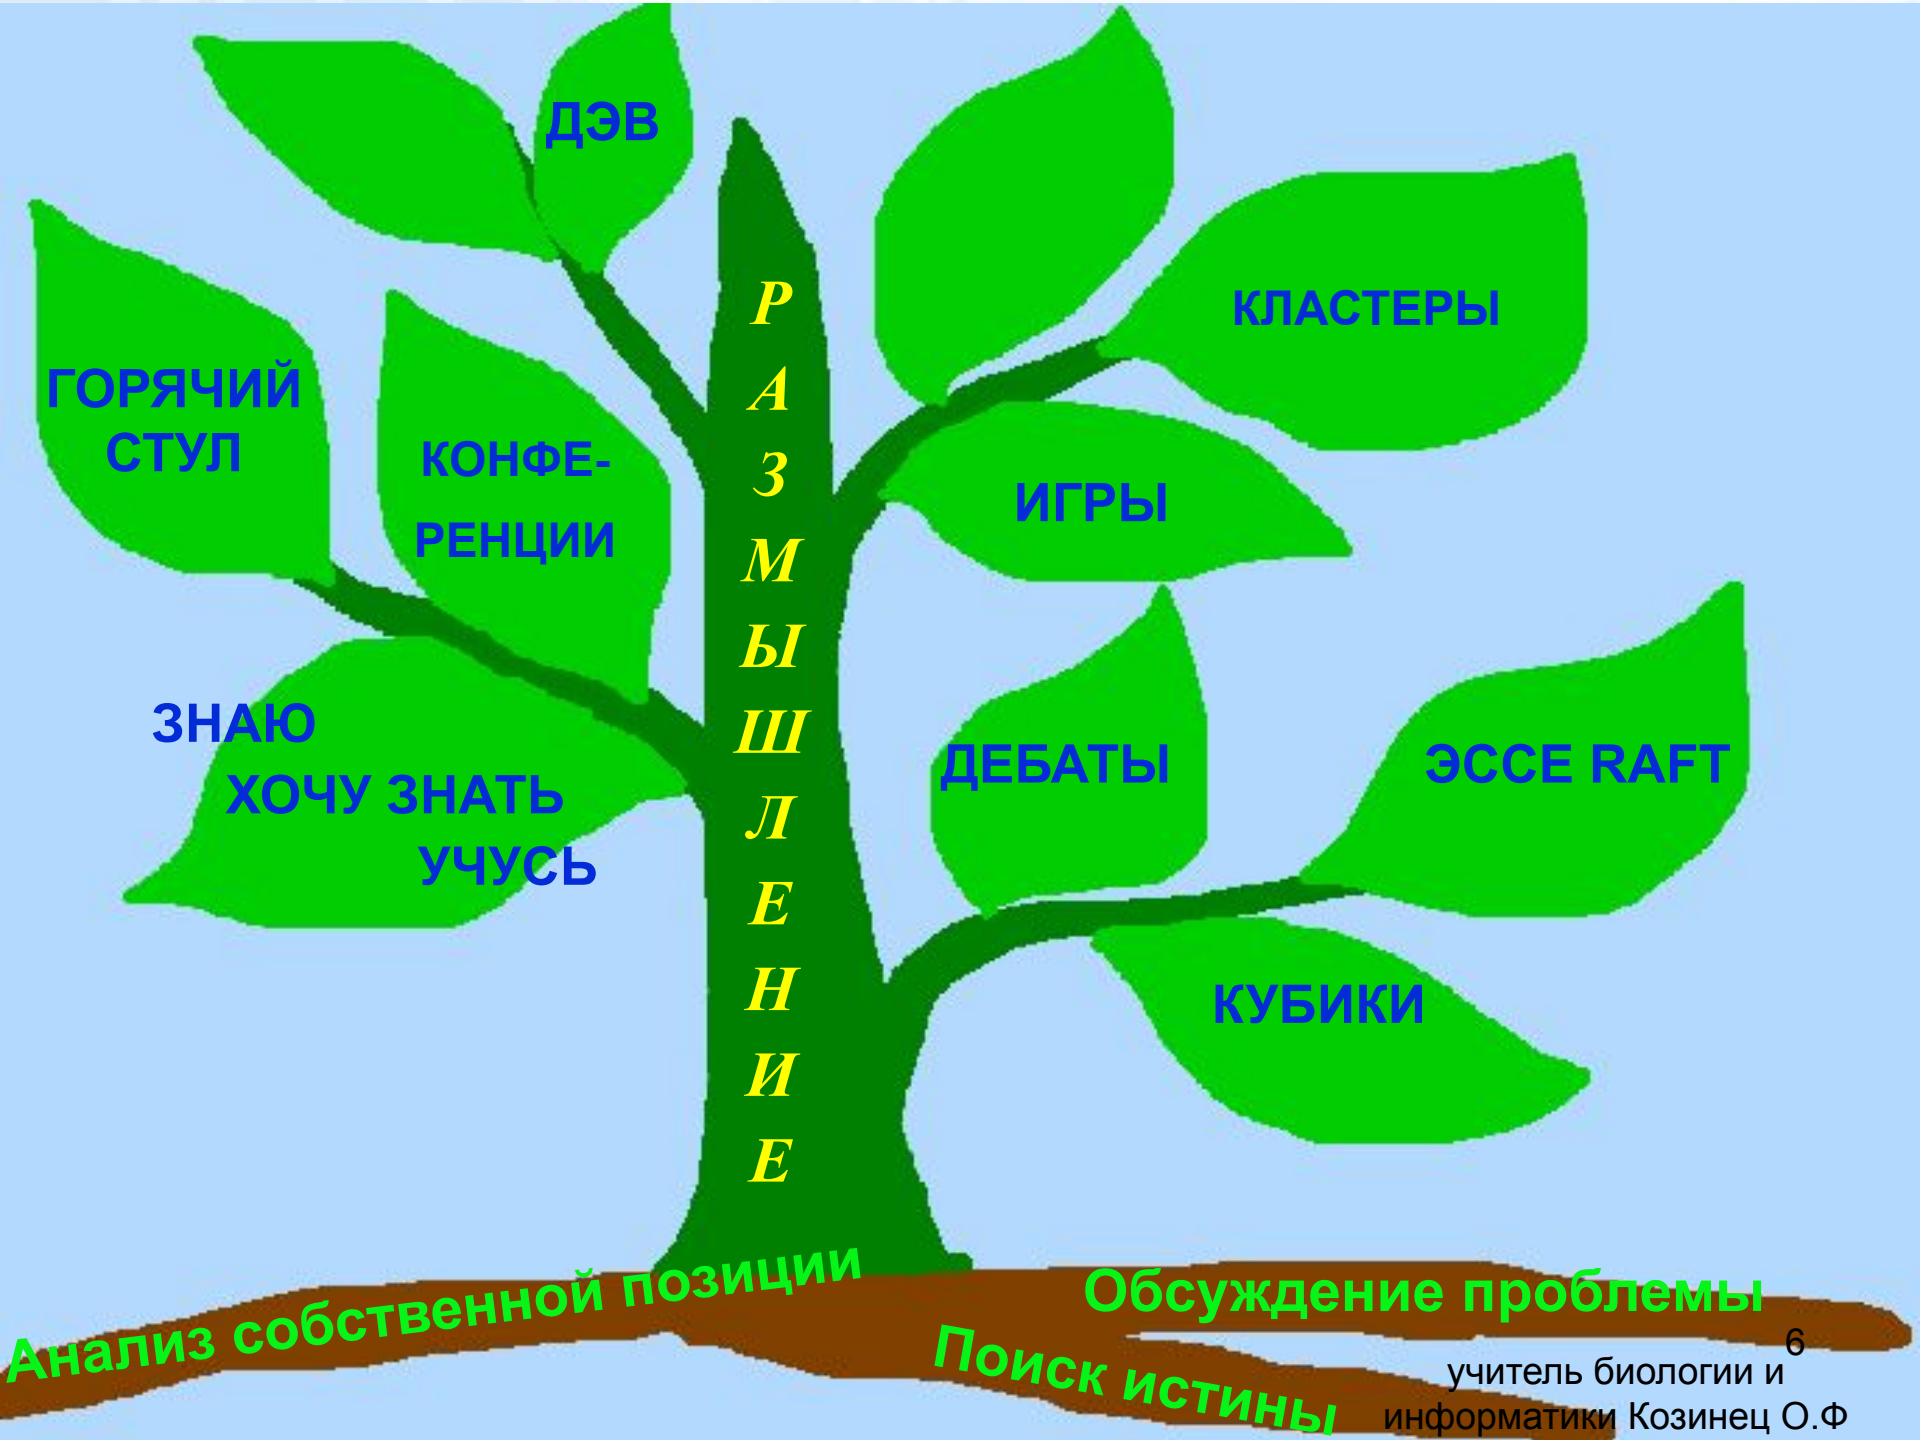 ДЭВ
КЛАСТЕРЫ
ГОРЯЧИЙ
СТУЛ
КОНФЕ-
РЕНЦИИ
ИГРЫ
ЗНАЮ
ХОЧУ ЗНАТЬ
УЧУСЬ
ДЕБАТЫ
ЭССЕ RAFT
КУБИКИ
Р
А
З
М
Ы
Ш
Л
Е
Н
И
Е
Анализ собственной позиции
Обсуждение проблемы
Поиск истины
6
учитель биологии и
информатики Козинец О.Ф